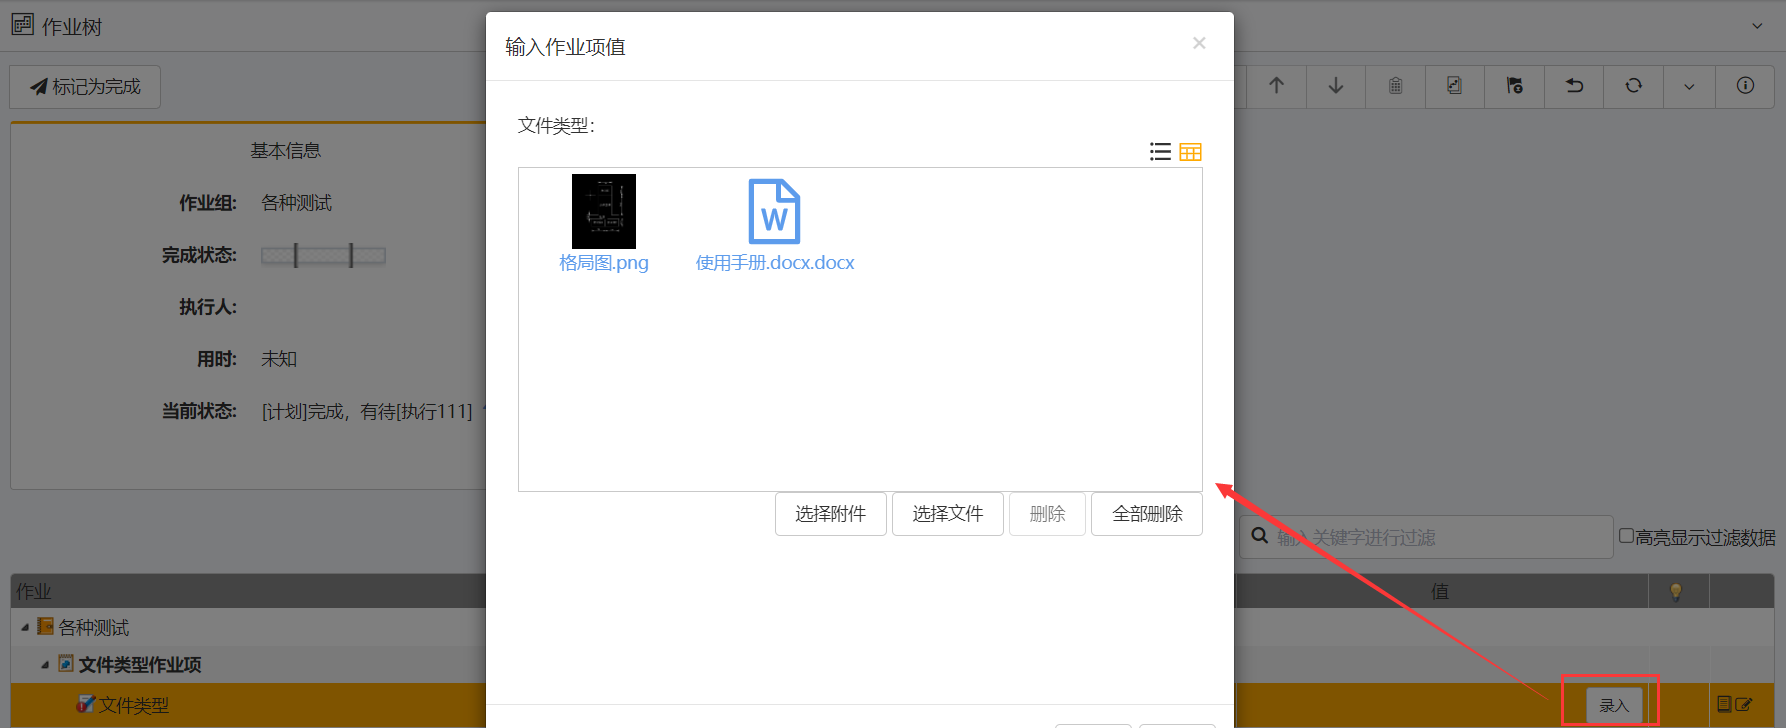 作业树
标记为完成
基本信息
作业组: 各种测试
完成状态:
执行人:
用时: 未知
当前状态: [计划]完成，有待[执行111]
输入作业项值
×
文件类型:
W
格局图.png
使用手册.docx.docx
选择附件 选择文件 删除 全部删除
输入关键字进行过滤
高亮显示过滤数据
作业 值
各种测试
文件类型作业项
文件类型 录入